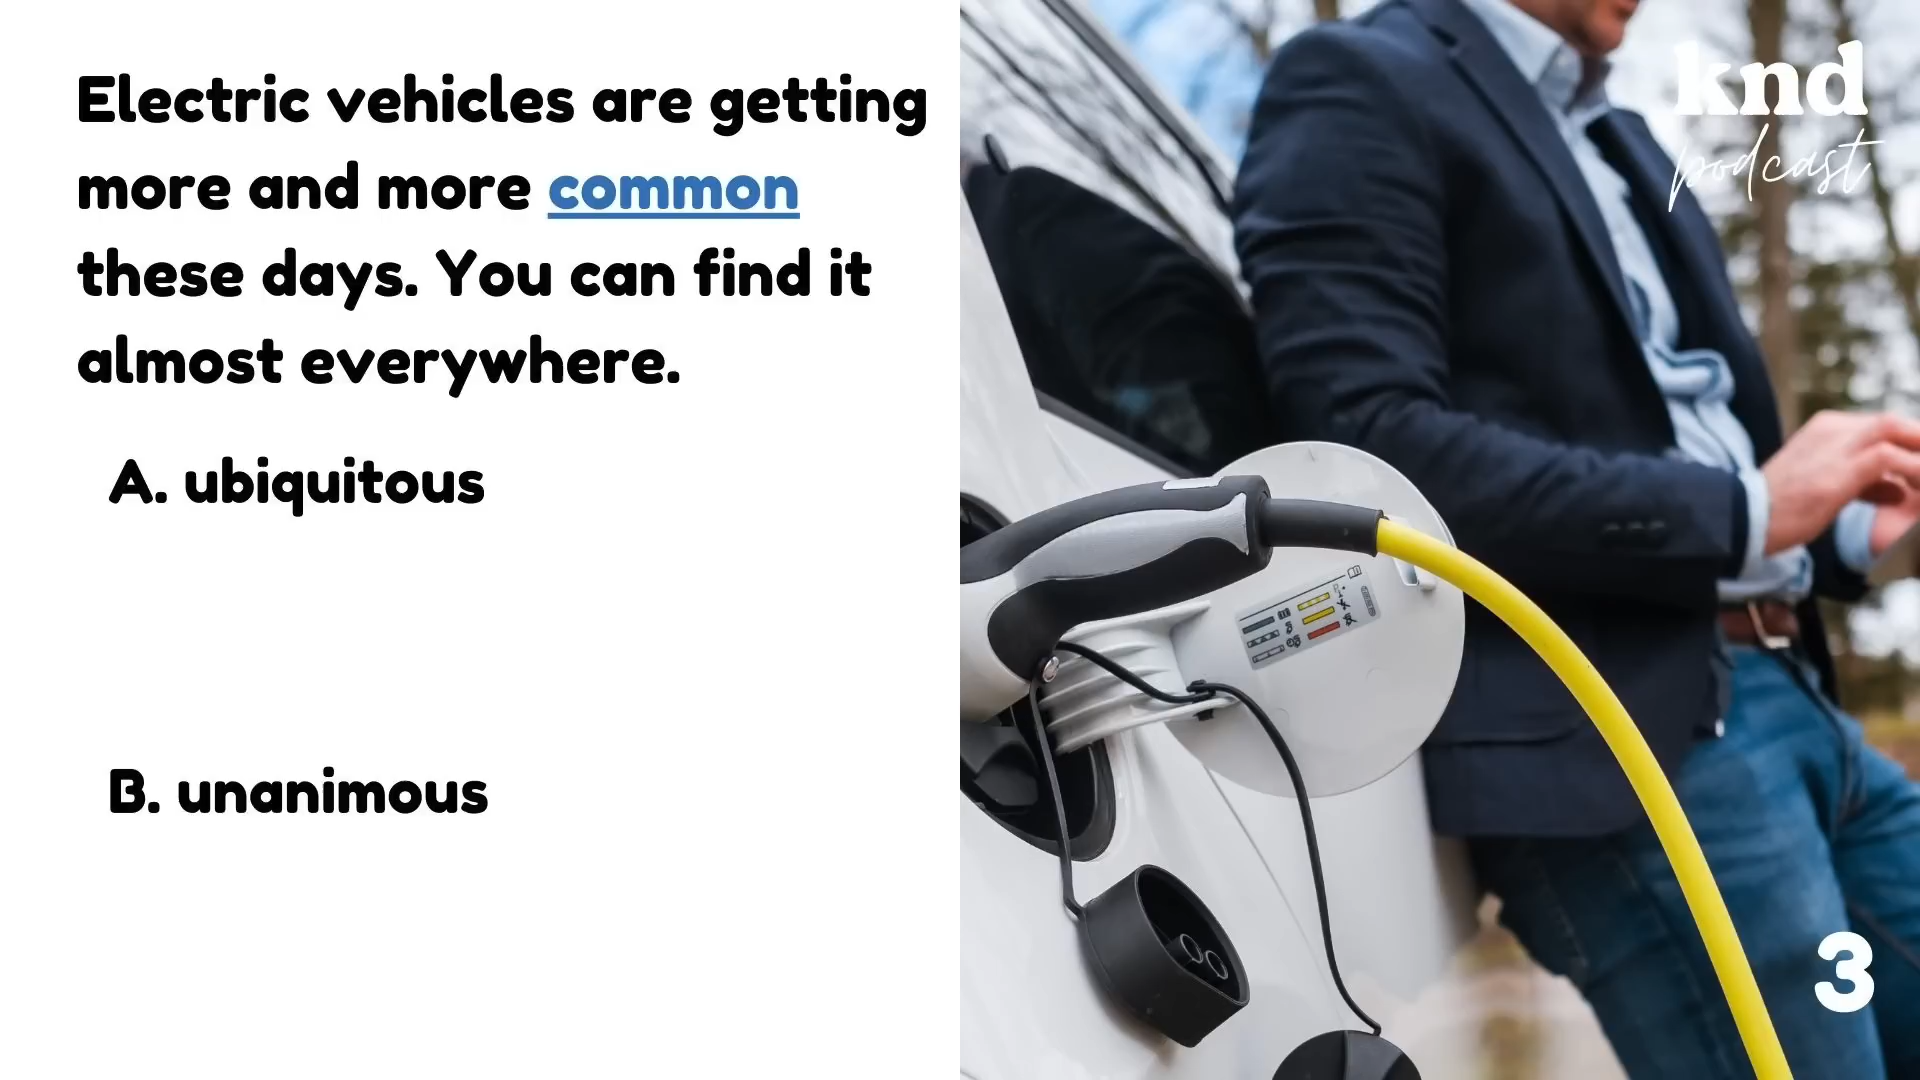 Electric vehicles are getting
more and more common
these days. You can find it
almost everywhere.
A. ubiquitous
B. unanimous
knd
podcast
3